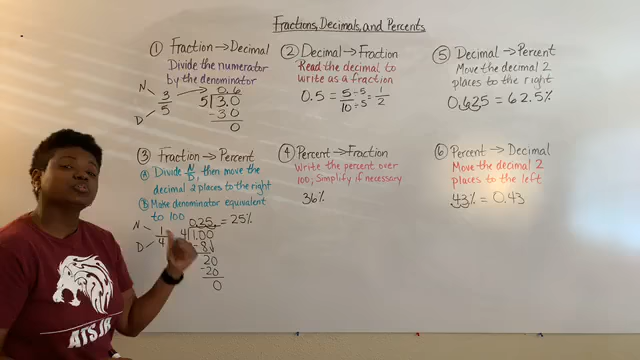 Fractions, Decimals, and Percents
① Fraction → Decimal
Divide the numerator
by the denominator
N 3 0.6
D 5 5 3.0
-30
0
② Decimal → Fraction
Read the decimal to
write as a fraction
0.5 = 5 ÷5 = 1
10 ÷5 2
⑤ Decimal → Percent
Move the decimal 2
places to the right
0.625 = 62.5%
③ Fraction → Percent
ⓐ Divide N/D, then move the
decimal 2 places to the right
ⓑ Make denominator equivalent
to 100
0.25 = 25%
N 1 4 1.00
D 4 -8
20
-20
0
④ Percent → Fraction
Write the percent over
100; Simplify if necessary
36%
⑥ Percent → Decimal
Move the decimal 2
places to the left
43% = 0.43
ATSJR